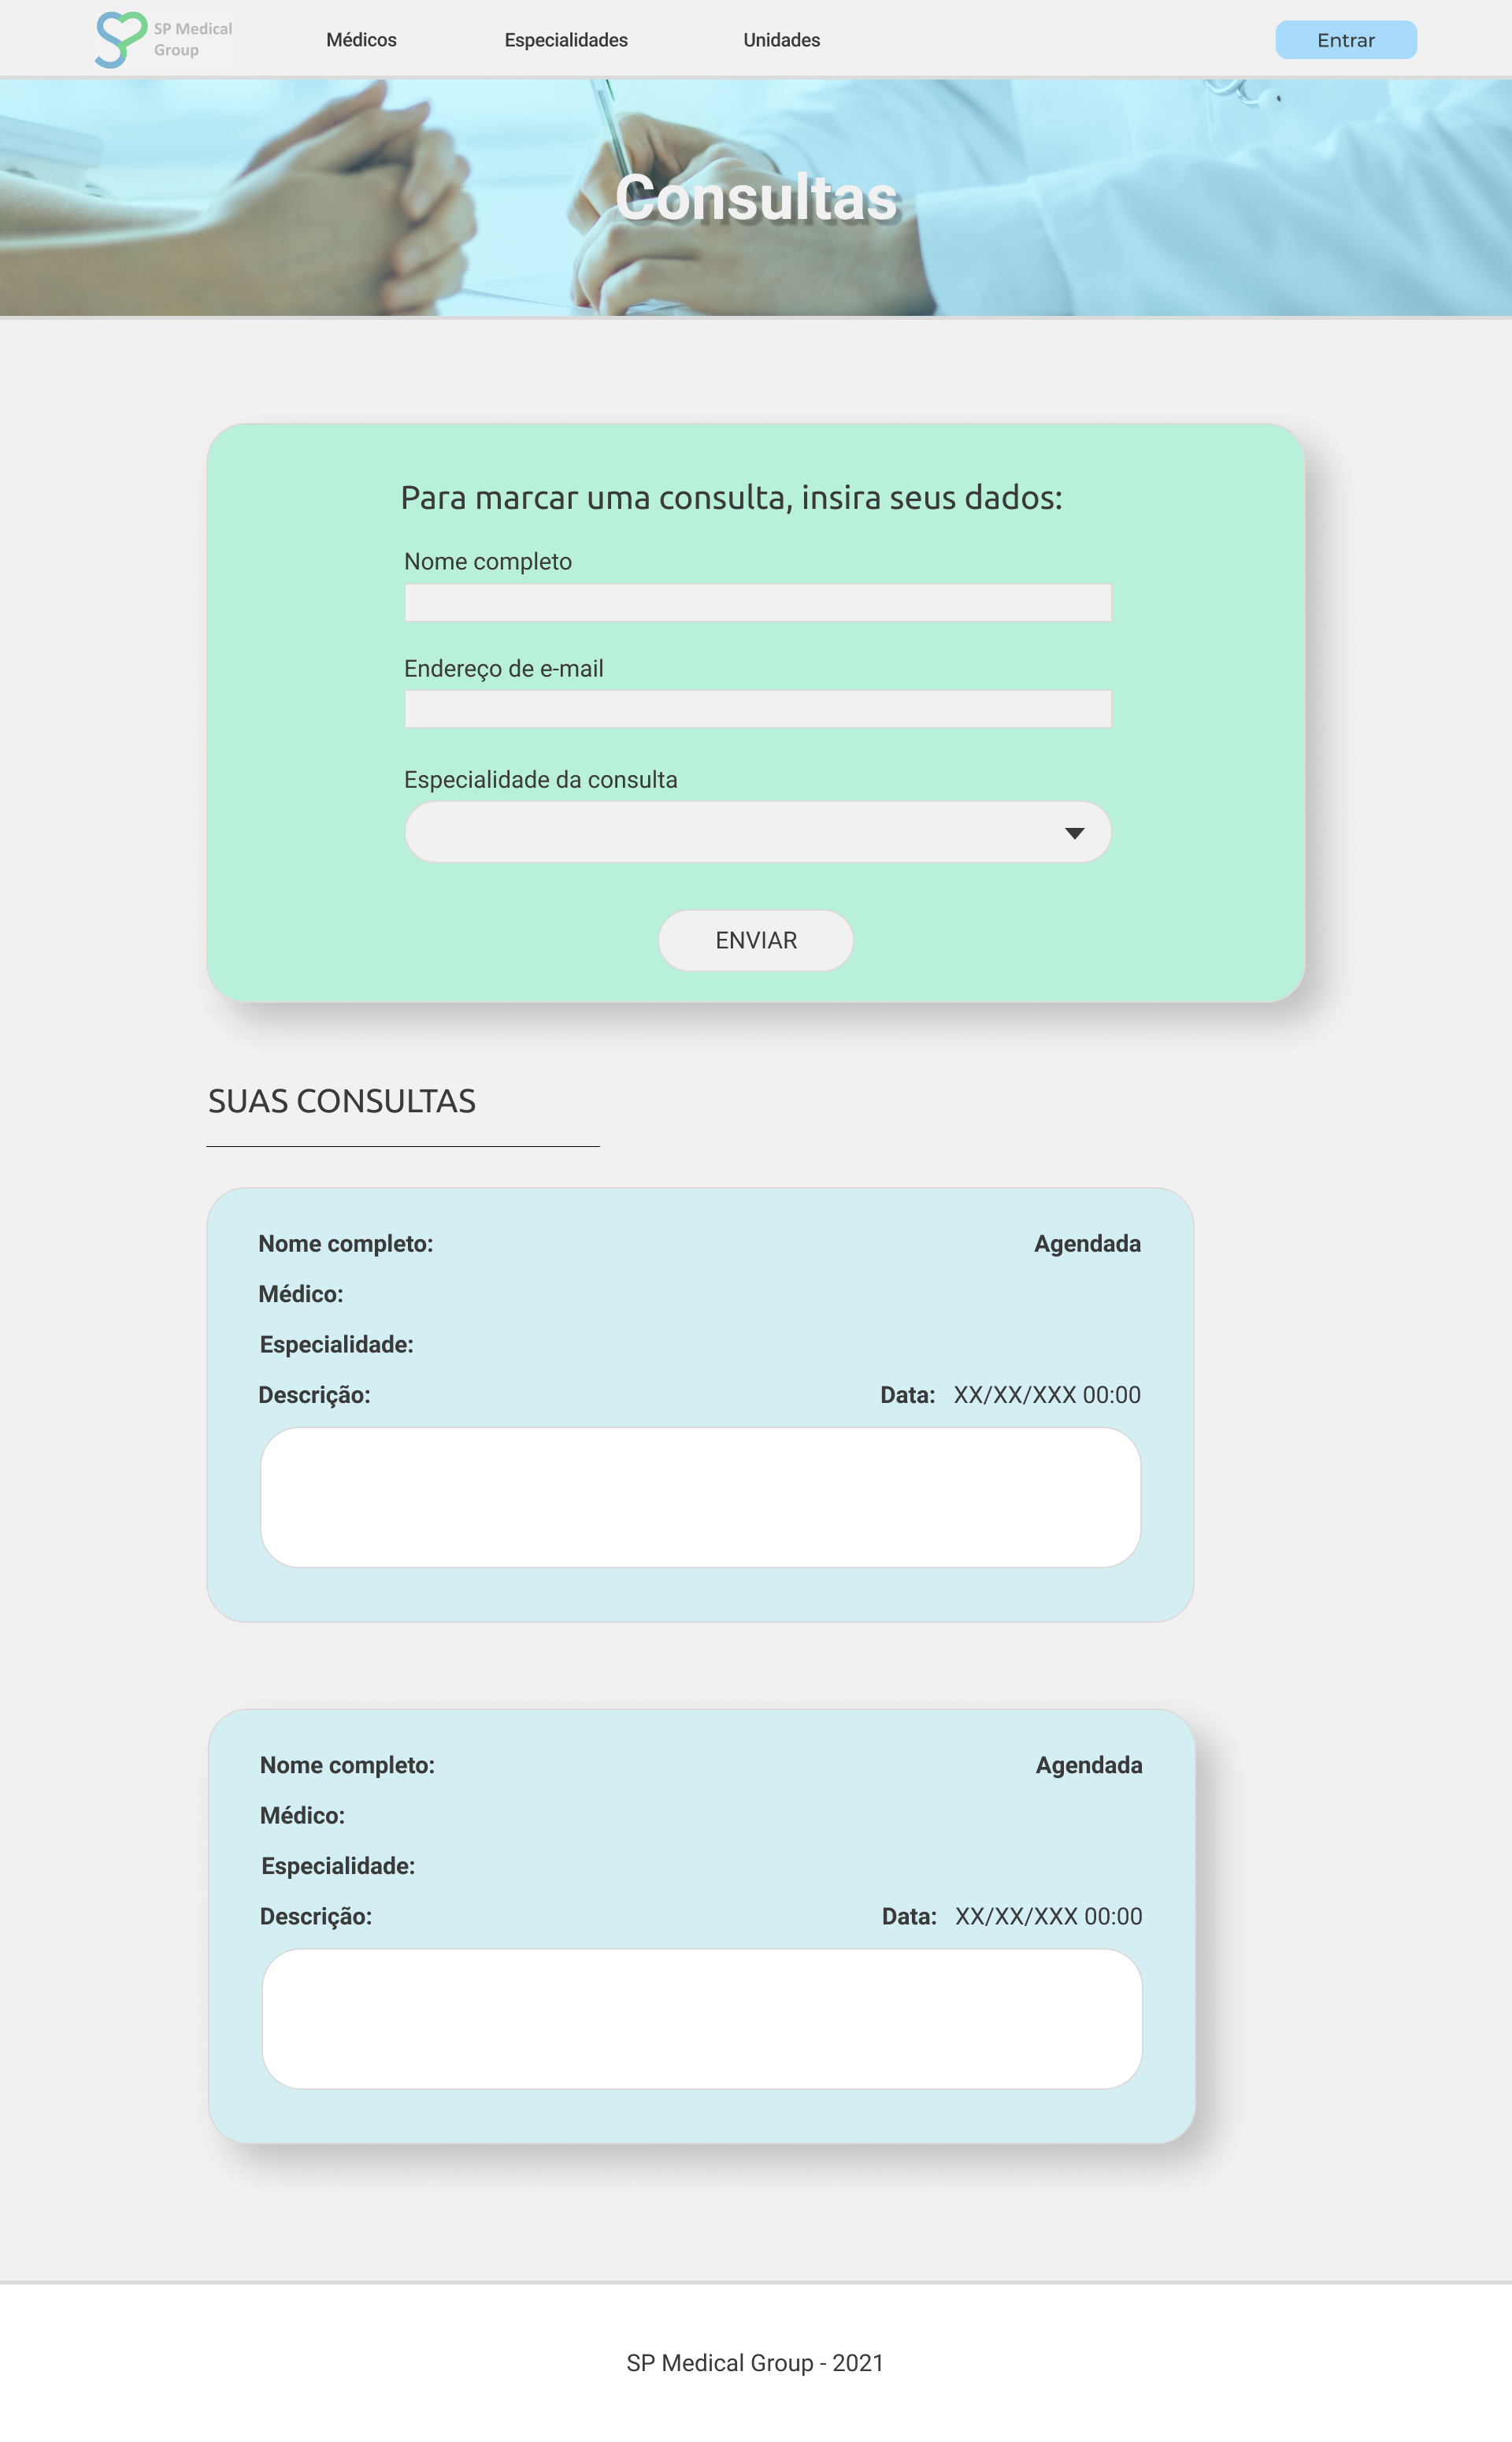 SP Medical
Group
Médicos
Especialidades
Unidades
Entrar
Consultas
Para marcar uma consulta, insira seus dados:
Nome completo
Endereço de e-mail
Especialidade da consulta
ENVIAR
SUAS CONSULTAS
Nome completo:
Agendada
Médico:
Especialidade:
Descrição:
Data: XX/XX/XXX 00:00
Nome completo:
Agendada
Médico:
Especialidade:
Descrição:
Data: XX/XX/XXX 00:00
SP Medical Group - 2021